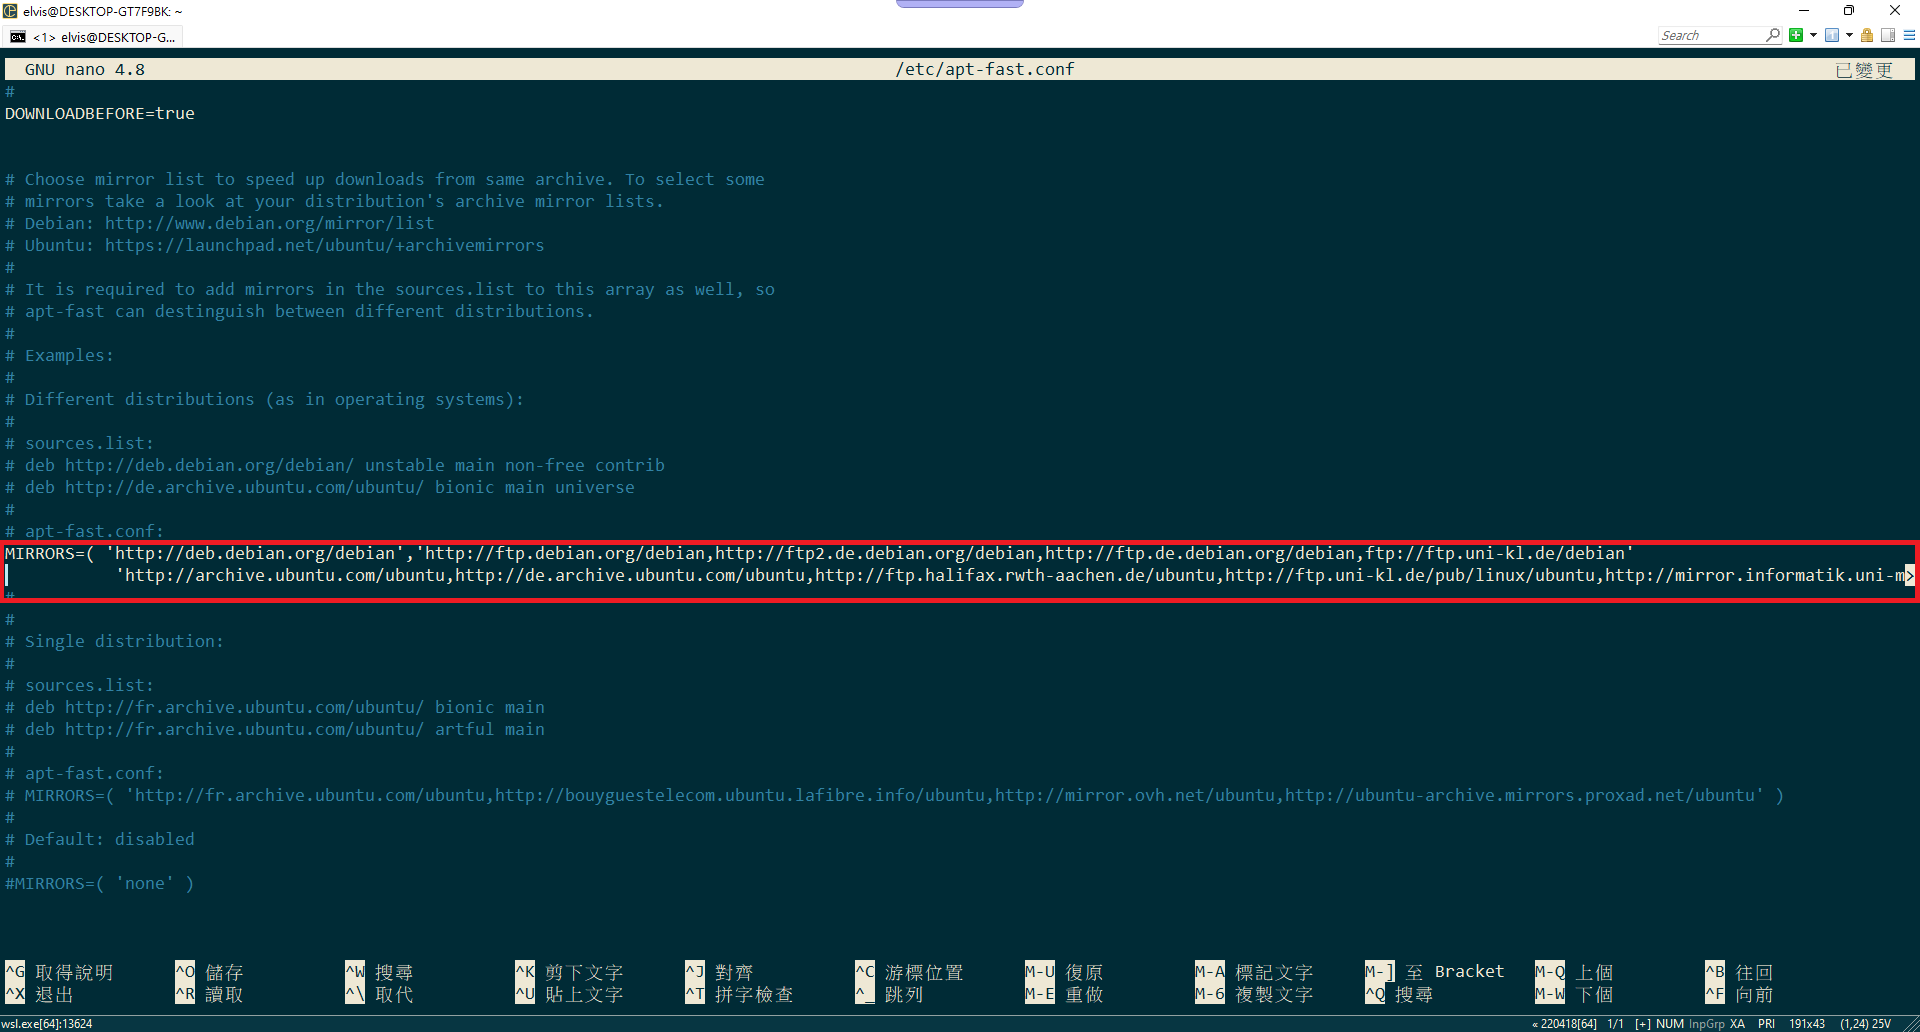 elvis@DESKTOP-GT7F9BK: ~
<1> elvis@DESKTOP-G...
Search
GNU nano 4.8 /etc/apt-fast.conf 已變更
#
DOWNLOADBEFORE=true
# Choose mirror list to speed up downloads from same archive. To select some
# mirrors take a look at your distribution's archive mirror lists.
# Debian: http://www.debian.org/mirror/list
# Ubuntu: https://launchpad.net/ubuntu/+archivemirrors
#
# It is required to add mirrors in the sources.list to this array as well, so
# apt-fast can destinguish between different distributions.
#
# Examples:
#
# Different distributions (as in operating systems):
#
# sources.list:
# deb http://deb.debian.org/debian/ unstable main non-free contrib
# deb http://de.archive.ubuntu.com/ubuntu/ bionic main universe
#
# apt-fast.conf:
MIRRORS=( 'http://deb.debian.org/debian','http://ftp.debian.org/debian,http://ftp2.de.debian.org/debian,http://ftp.de.debian.org/debian,ftp://ftp.uni-kl.de/debian'
'http://archive.ubuntu.com/ubuntu,http://de.archive.ubuntu.com/ubuntu,http://ftp.halifax.rwth-aachen.de/ubuntu,http://ftp.uni-kl.de/pub/linux/ubuntu,http://mirror.informatik.uni-m>
#
#
# Single distribution:
#
# sources.list:
# deb http://fr.archive.ubuntu.com/ubuntu/ bionic main
# deb http://fr.archive.ubuntu.com/ubuntu/ artful main
#
# apt-fast.conf:
# MIRRORS=( 'http://fr.archive.ubuntu.com/ubuntu,http://bouyguestelecom.ubuntu.lafibre.info/ubuntu,http://mirror.ovh.net/ubuntu,http://ubuntu-archive.mirrors.proxad.net/ubuntu' )
#
# Default: disabled
#
#MIRRORS=( 'none' )
^G 取得說明 ^O 儲存 ^W 搜尋 ^K 剪下文字 ^J 對齊 ^C 游標位置 M-U 復原 M-A 標記文字 M-] 至 Bracket M-Q 上個 ^B 往回
^X 退出 ^R 讀取 ^\ 取代 ^U 貼上文字 ^T 拼字檢查 ^_ 跳列 M-E 重做 M-6 複製文字 ^Q 搜尋 M-W 下個 ^F 向前
wsl.exe[64]:13624 « 220418[64] 1/1 [+] NUM InpGrp XA PRI 191x43 (1,24) 25V